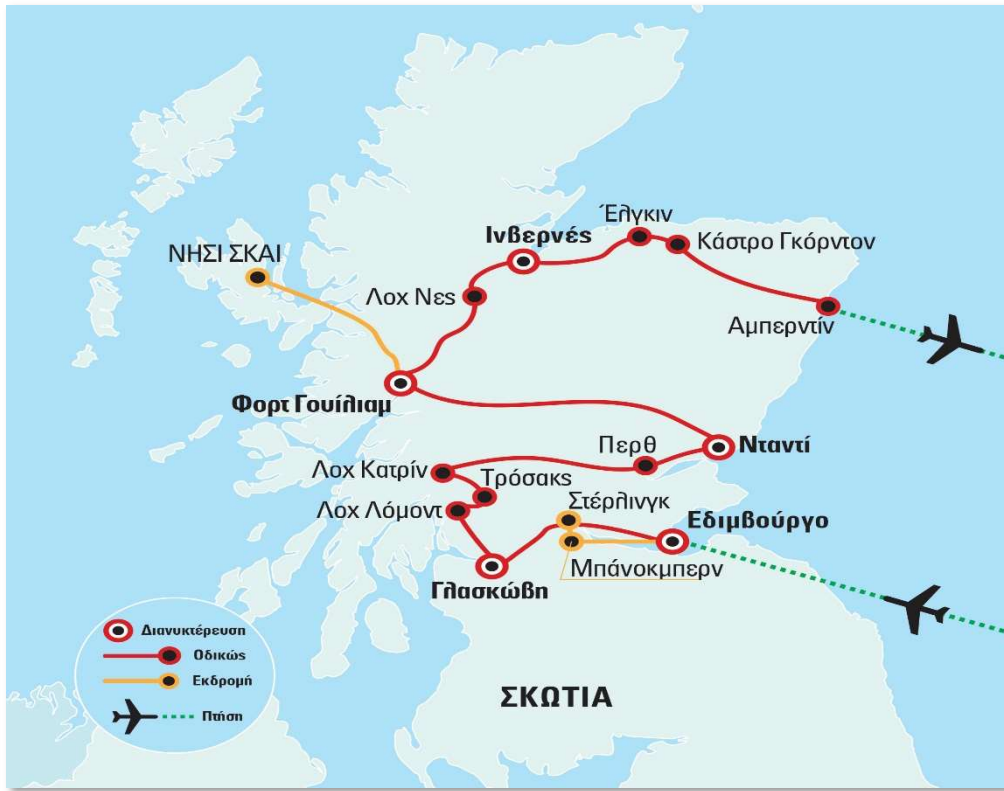 Έλγκιν
Ινβερνές
Κάστρο Γκόρντον
ΝΗΣΙ ΣΚΑΙ
Λοχ Νες
Αμπερντίν
Φορτ Γουίλιαμ
Περθ
Νταντί
Λοχ Κατρίν
Τρόσακς
Στέρλινγκ
Λοχ Λόμοντ
Εδιμβούργο
Μπάνοκμπερν
Γλασκώβη
Διανυκτέρευση
Οδικώς
Εκδρομή
Πτήση
ΣΚΩΤΙΑ